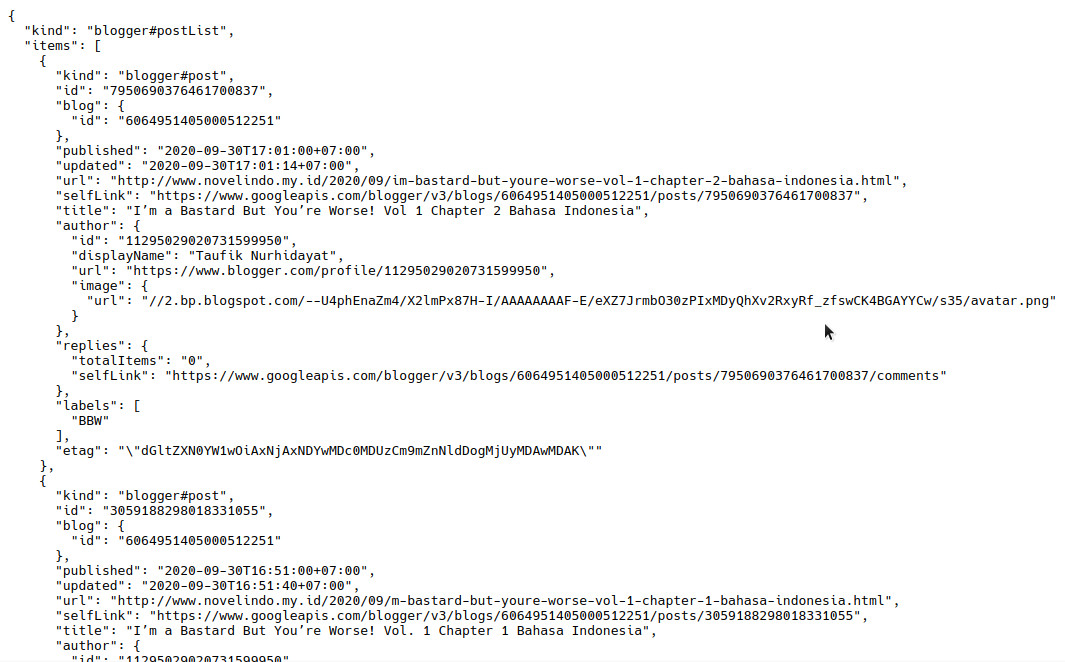 {
"kind": "blogger#postList",
"items": [
{
"kind": "blogger#post",
"id": "7950690376461700837",
"blog": {
"id": "6064951405000512251"
},
"published": "2020-09-30T17:01:00+07:00",
"updated": "2020-09-30T17:01:14+07:00",
"url": "http://www.novelindo.my.id/2020/09/im-bastard-but-youre-worse-vol-1-chapter-2-bahasa-indonesia.html",
"selfLink": "https://www.googleapis.com/blogger/v3/blogs/6064951405000512251/posts/7950690376461700837",
"title": "I’m a Bastard But You’re Worse! Vol 1 Chapter 2 Bahasa Indonesia",
"author": {
"id": "11295029020731599950",
"displayName": "Taufik Nurhidayat",
"url": "https://www.blogger.com/profile/11295029020731599950",
"image": {
"url": "//2.bp.blogspot.com/--U4phEnaZm4/X2lmPx87H-I/AAAAAAAAF-E/eXZ7JrmbO30zPIxMDyQhXv2RxyRf_zfswCK4BGAYYCw/s35/avatar.png"
}
},
"replies": {
"totalItems": "0",
"selfLink": "https://www.googleapis.com/blogger/v3/blogs/6064951405000512251/posts/7950690376461700837/comments"
},
"labels": [
"BBW"
],
"etag": "\"dGltZXN0YW1wOiAxNjAxNDYwMDc0MDUzCm9mZnNldDogMjUyMDAwMDAK\""
},
{
"kind": "blogger#post",
"id": "3059188298018331055",
"blog": {
"id": "6064951405000512251"
},
"published": "2020-09-30T16:51:00+07:00",
"updated": "2020-09-30T16:51:40+07:00",
"url": "http://www.novelindo.my.id/2020/09/m-bastard-but-youre-worse-vol-1-chapter-1-bahasa-indonesia.html",
"selfLink": "https://www.googleapis.com/blogger/v3/blogs/6064951405000512251/posts/3059188298018331055",
"title": "I’m a Bastard But You’re Worse! Vol. 1 Chapter 1 Bahasa Indonesia",
"author": {
"id": "11295029020731599950"